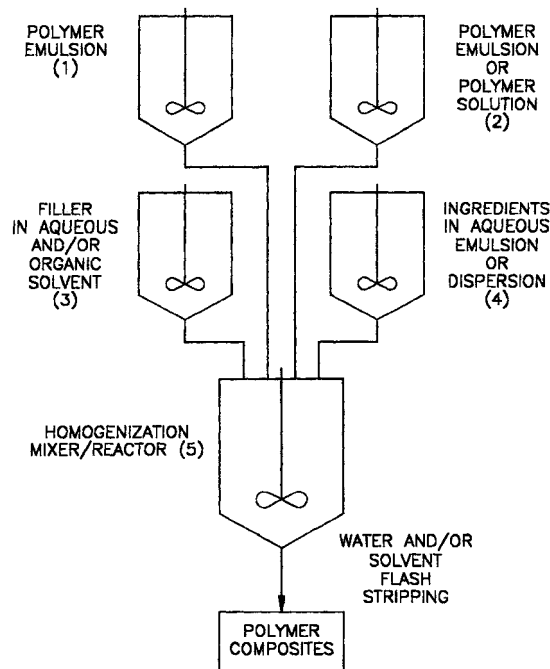 POLYMER
EMULSION
(1)
POLYMER
EMULSION
OR
POLYMER
SOLUTION
(2)
FILLER
IN AQUEOUS
AND/OR
ORGANIC
SOLVENT
(3)
INGREDIENTS
IN AQUEOUS
EMULSION
OR
DISPERSION
(4)
HOMOGENIZATION
MIXER/REACTOR (5)
WATER AND/OR
SOLVENT
FLASH
STRIPPING
POLYMER
COMPOSITES